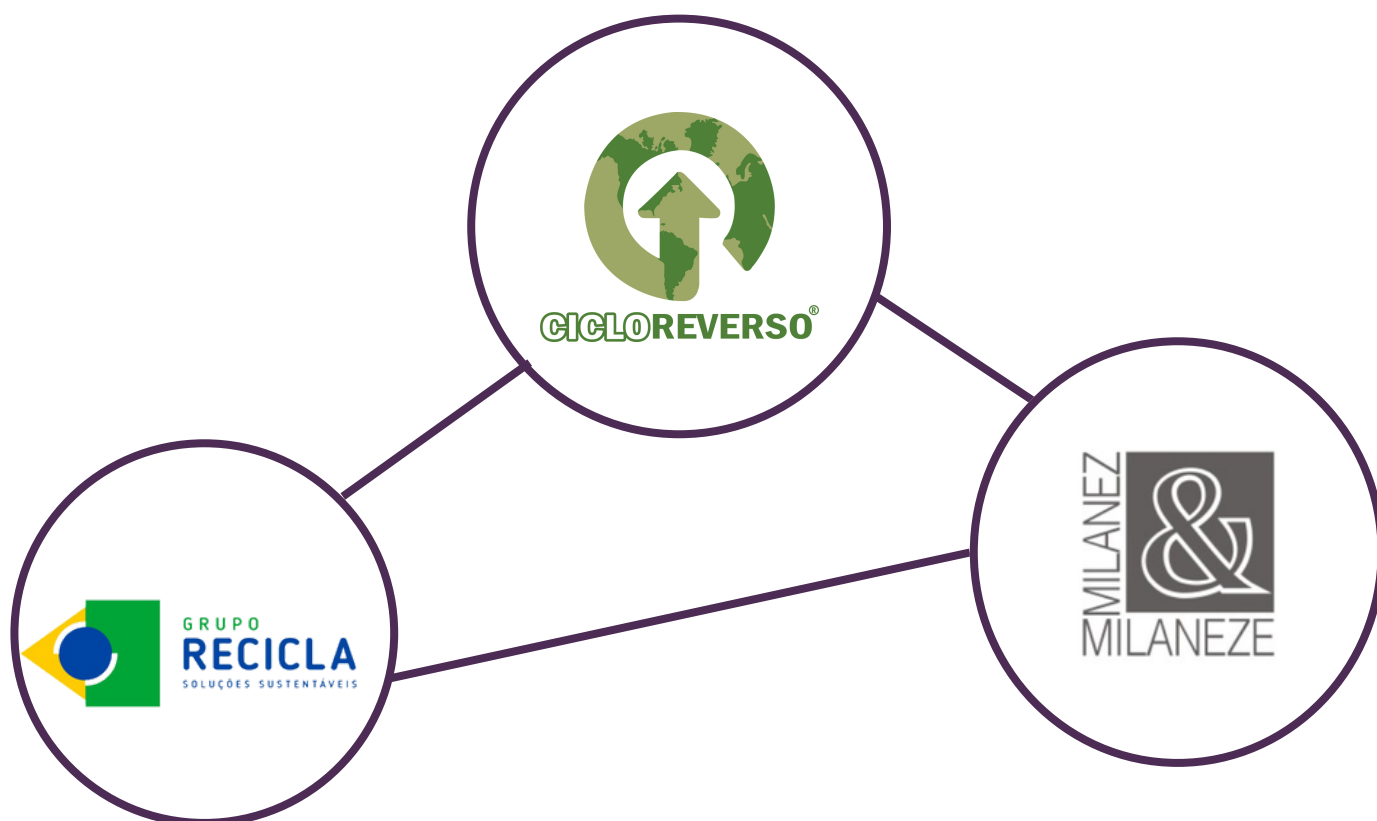 CICLOREVERSO®
GRUPO
RECICLA
SOLUÇÕES SUSTENTÁVEIS
MILANEZ
&
MILANEZE